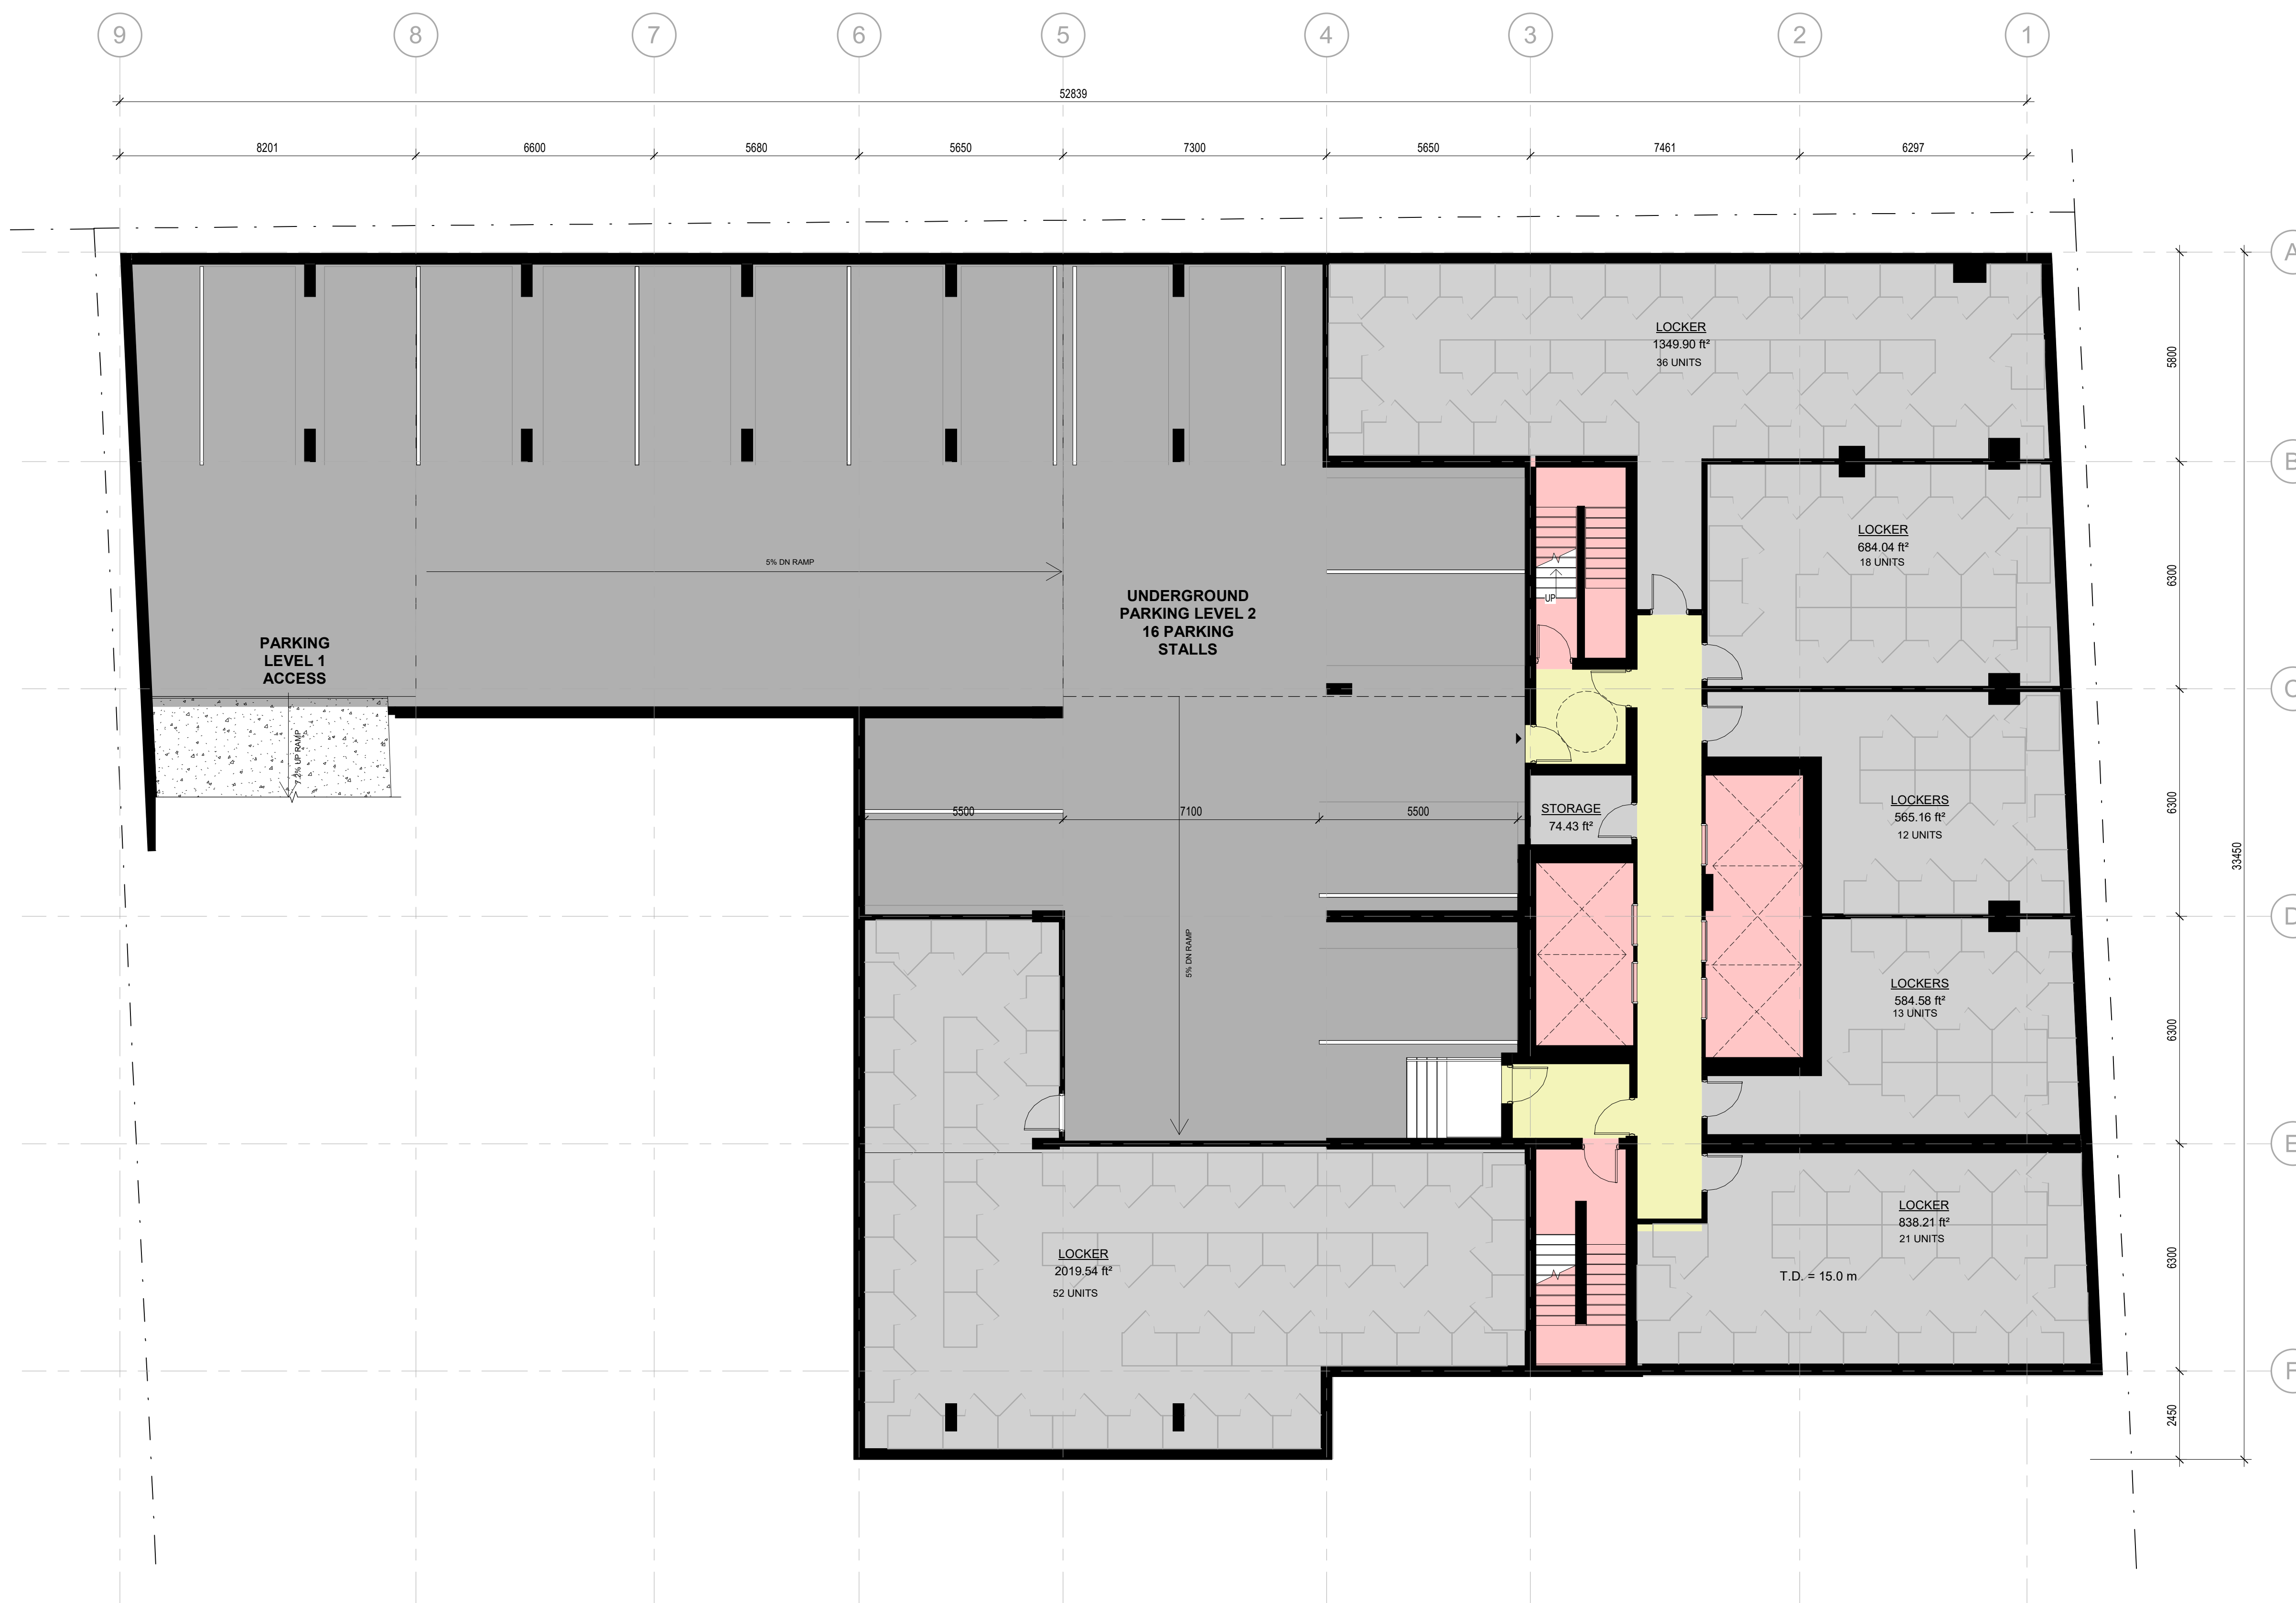 9 8 7 6 5 4 3 2 1
52839
8201 6600 5680 5650 7300 5650 7461 6297
A
B
C
D
E
F
5800
6300
6300
6300
6300
2450
33450
LOCKER
1349.90 ft²
36 UNITS
LOCKER
684.04 ft²
18 UNITS
5% DN RAMP
UP
UNDERGROUND
PARKING LEVEL 2
16 PARKING
STALLS
PARKING
LEVEL 1
ACCESS
7.2% UP RAMP
5500 7100 5500
STORAGE
74.43 ft²
LOCKERS
565.16 ft²
12 UNITS
5% DN RAMP
LOCKERS
584.58 ft²
13 UNITS
LOCKER
838.21 ft²
21 UNITS
T.D. = 15.0 m
LOCKER
2019.54 ft²
52 UNITS